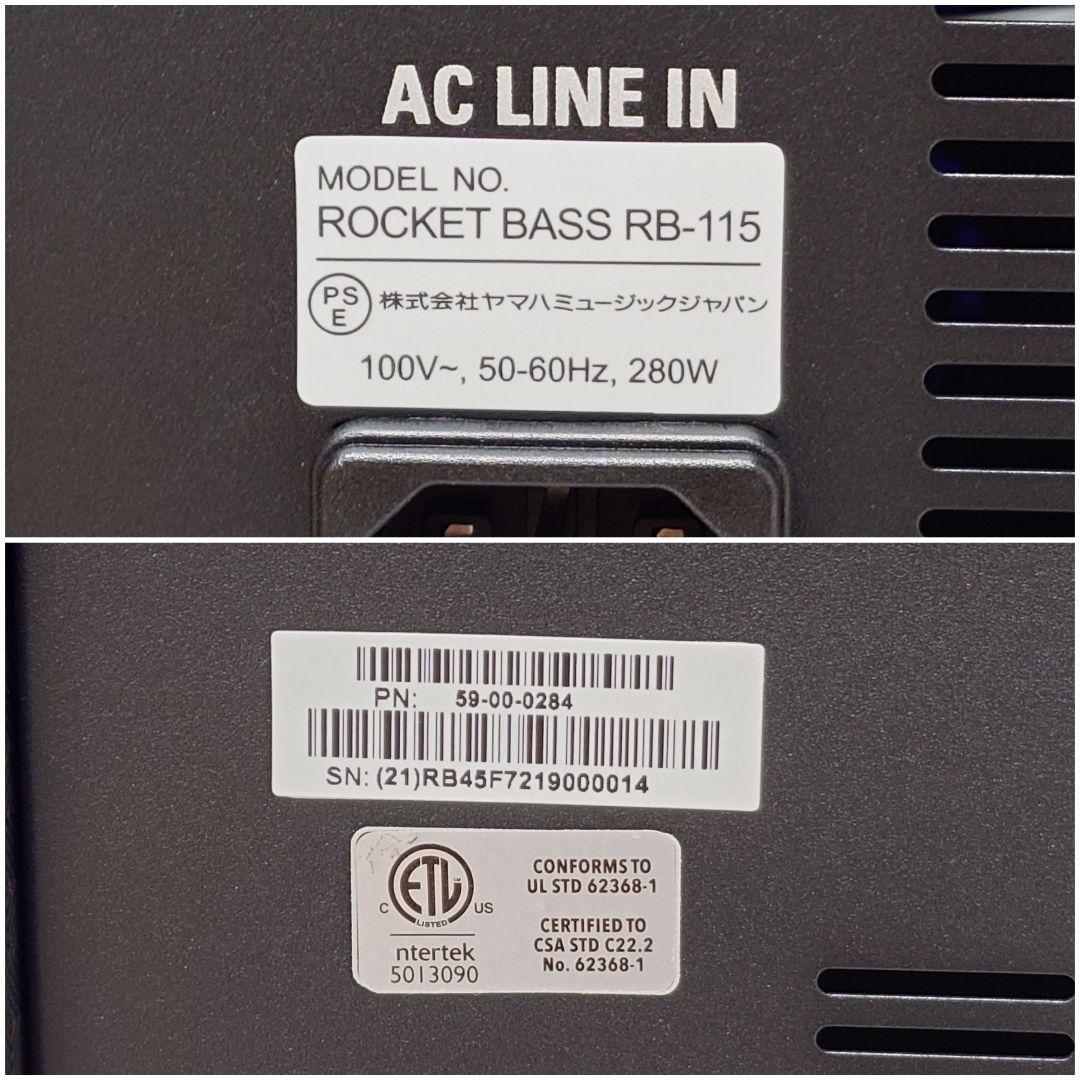 AC LINE IN
MODEL NO.
ROCKET BASS RB-115
PS
E
株式会社ヤマハミュージックジャパン
100V~, 50-60Hz, 280W
PN: 59-00-0284
SN: (21)RB45F7219000014
C ETL US
LISTED
ntertek
5013090
CONFORMS TO
UL STD 62368-1
CERTIFIED TO
CSA STD C22.2
No. 62368-1